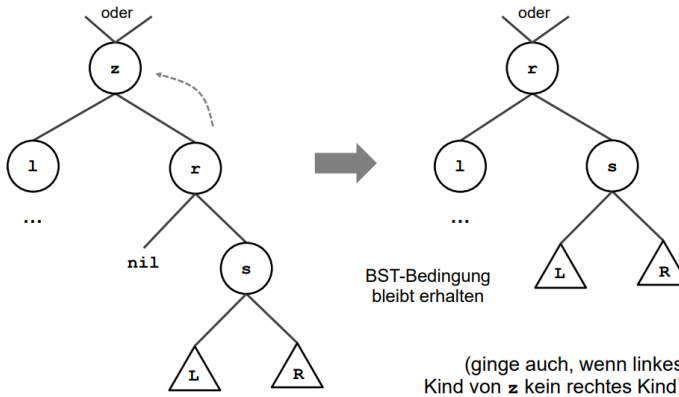 oder
z
l
r
...
nil
s
L
R
oder
r
l
s
...
L
R
BST-Bedingung
bleibt erhalten
(ginge auch, wenn linkes
Kind von z kein rechtes Kind)